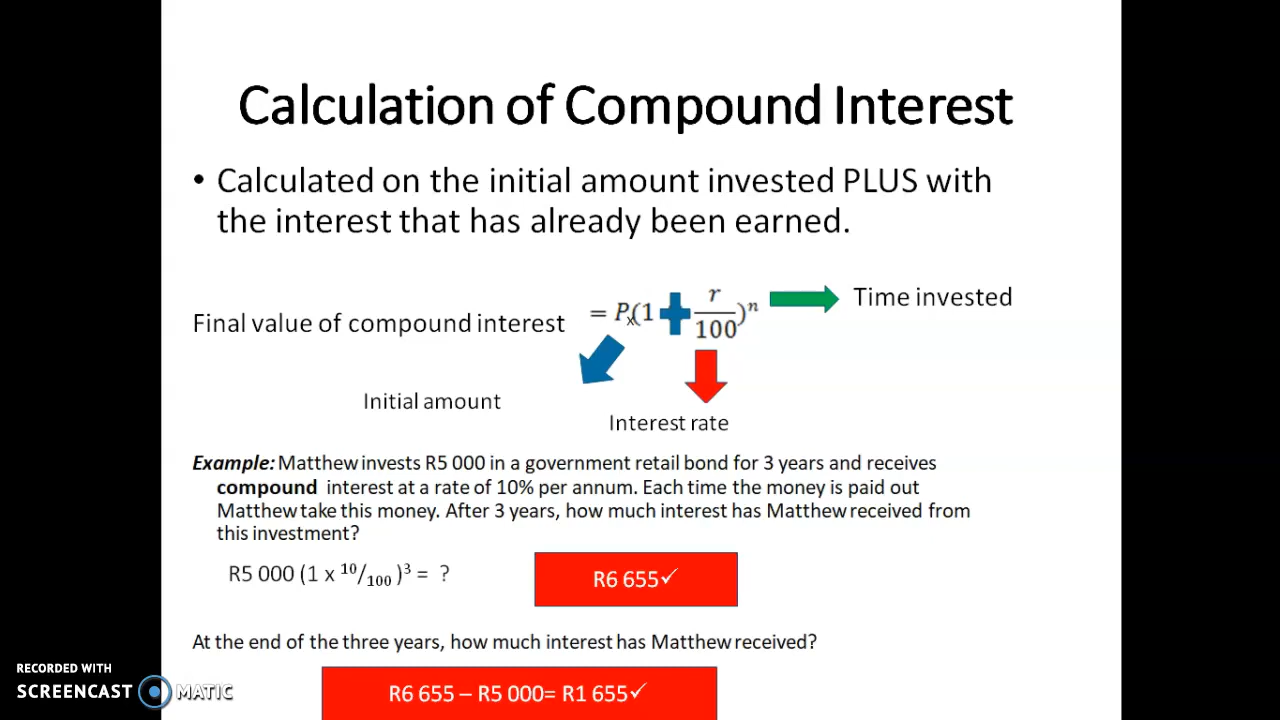 Calculation of Compound Interest
• Calculated on the initial amount invested PLUS with
the interest that has already been earned.
Final value of compound interest = Pₓ(1 + r/100)ⁿ Time invested
Initial amount
Interest rate
Example: Matthew invests R5 000 in a government retail bond for 3 years and receives
compound interest at a rate of 10% per annum. Each time the money is paid out
Matthew take this money. After 3 years, how much interest has Matthew received from
this investment?
R5 000 (1 x ¹⁰/₁₀₀ )³ = ?
R6 655✓
At the end of the three years, how much interest has Matthew received?
R6 655 – R5 000= R1 655✓
RECORDED WITH
SCREENCAST MATIC